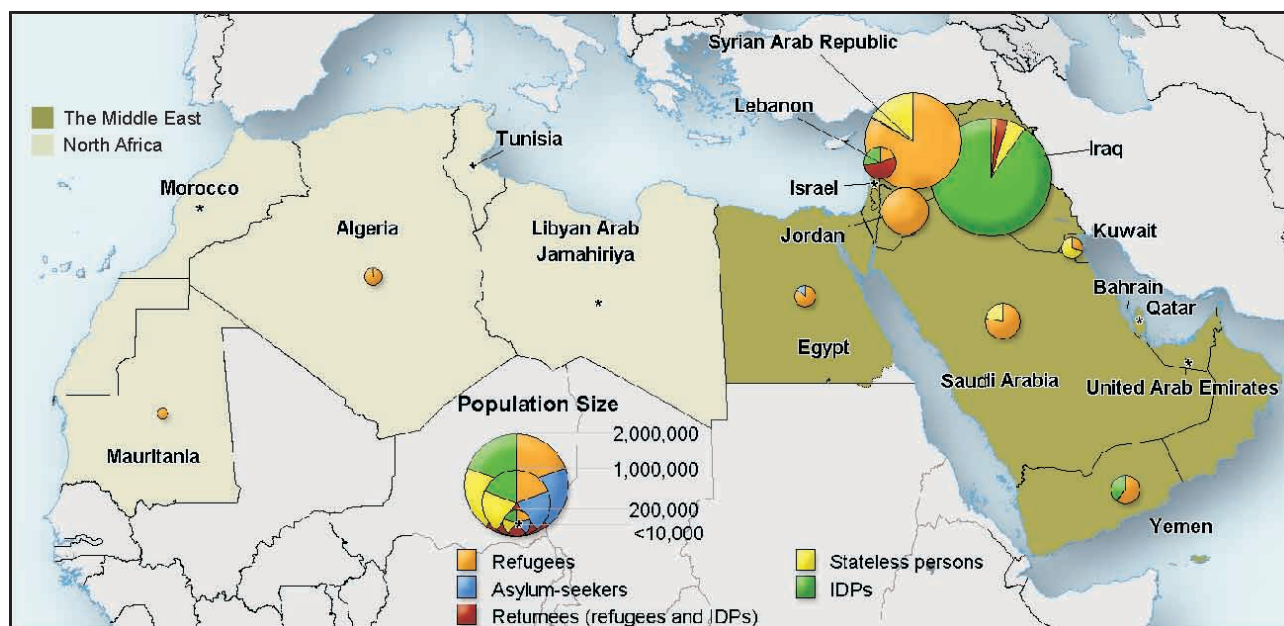 Syrian Arab Republic
The Middle East
North Africa
Lebanon
Tunisia
Iraq
Morocco
Israel
Algeria
Libyan Arab
Jamahiriya
Jordan
Kuwait
Bahrain
Qatar
Egypt
Saudi Arabia
United Arab Emirates
Mauritania
Yemen
Population Size
2,000,000
1,000,000
200,000
<10,000
Refugees
Asylum-seekers
Returnees (refugees and IDPs)
Stateless persons
IDPs